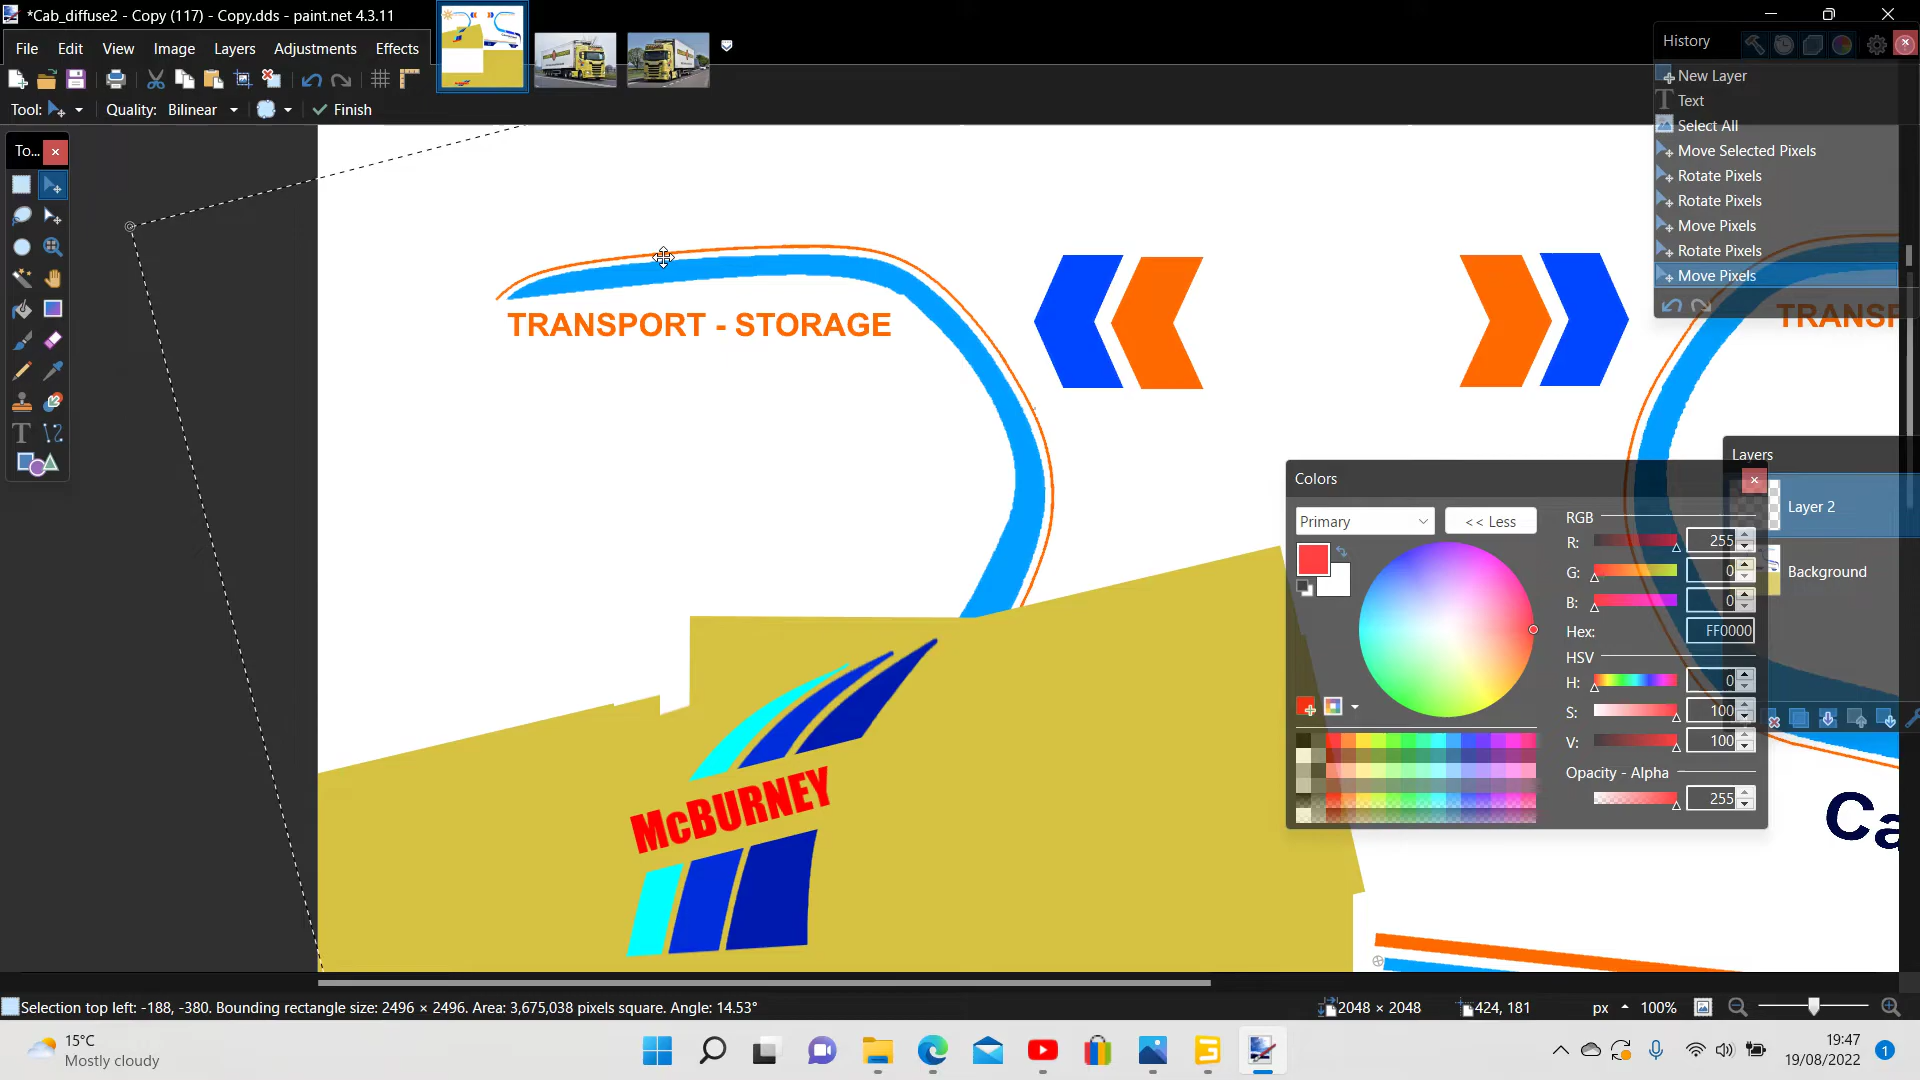 *Cab_diffuse2 - Copy (117) - Copy.dds - paint.net 4.3.11
File Edit View Image Layers Adjustments Effects
Tool: Quality: Bilinear Finish
To...
History
New Layer
Text
Select All
Move Selected Pixels
Rotate Pixels
Rotate Pixels
Move Pixels
Rotate Pixels
Move Pixels
TRANSPORT - STORAGE
TRANS
McBURNEY
Ca
Layers
Layer 2
Background
Colors
Primary
<< Less
RGB
R: 255
G: 0
B: 0
Hex: FF0000
HSV
H: 0
S: 100
V: 100
Opacity - Alpha
255
Selection top left: -188, -380. Bounding rectangle size: 2496 × 2496. Area: 3,675,038 pixels square. Angle: 14.53°
2048 × 2048
424, 181
px
100%
15°C
Mostly cloudy
19:47
19/08/2022
1